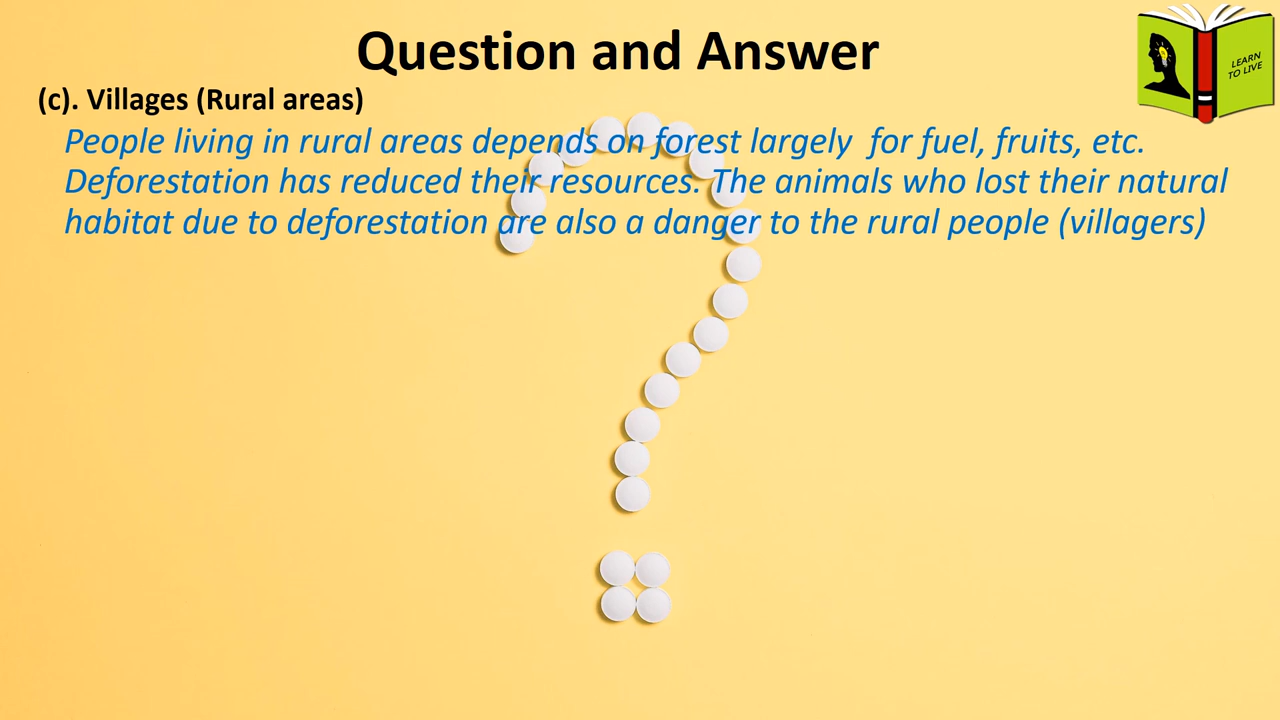 Question and Answer
LEARN
TO LIVE
(c). Villages (Rural areas)
People living in rural areas depends on forest largely  for fuel, fruits, etc.
Deforestation has reduced their resources. The animals who lost their natural
habitat due to deforestation are also a danger to the rural people (villagers)